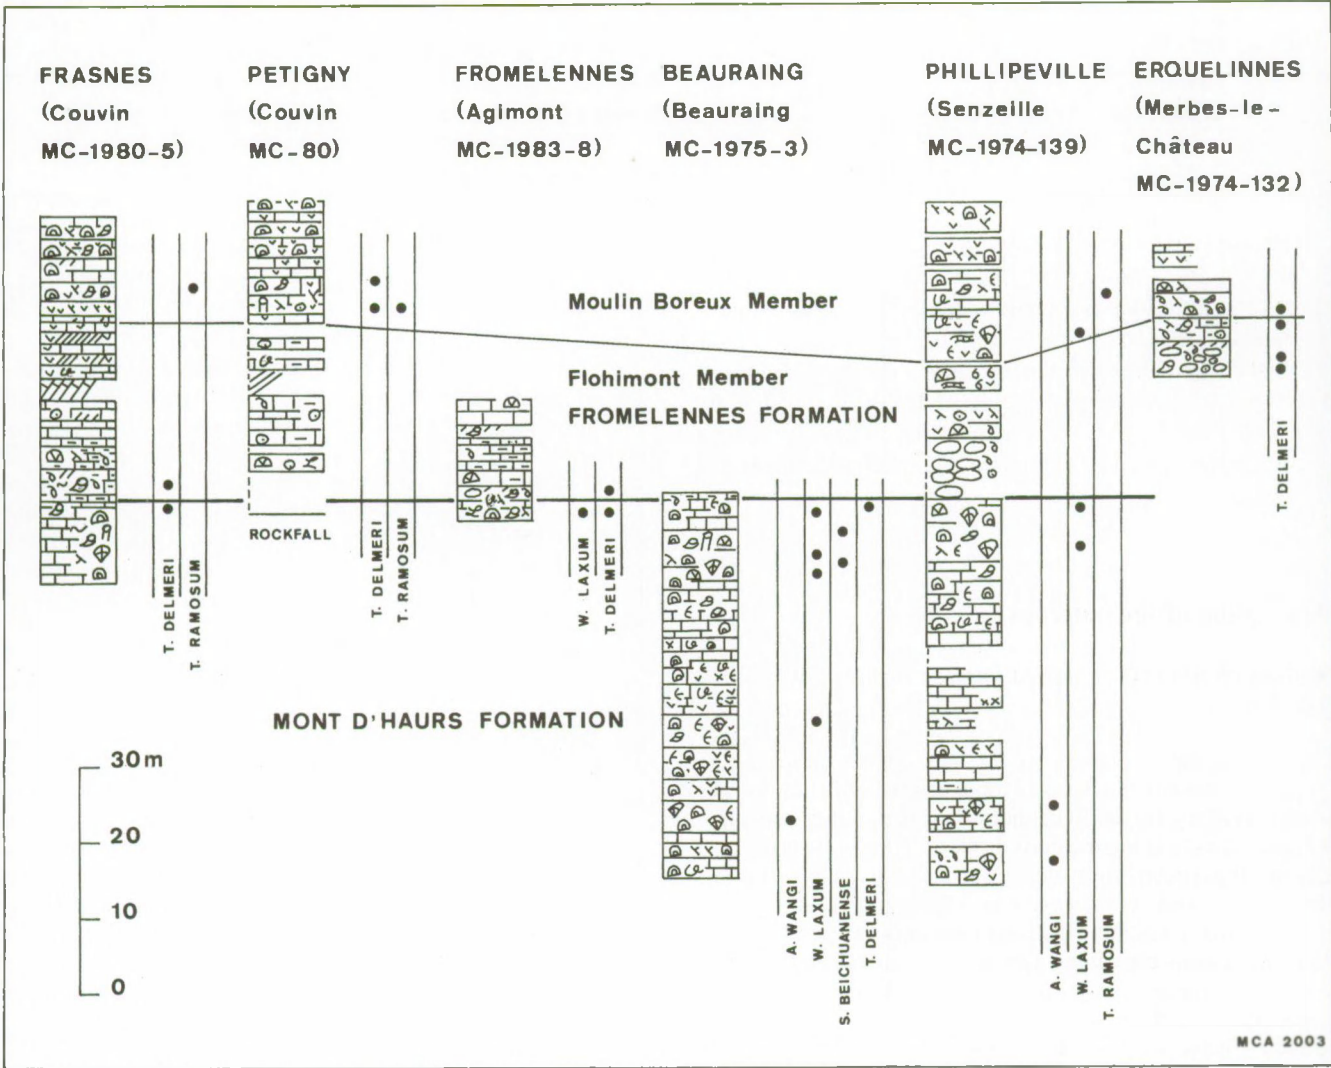 FRASNES
(Couvin
MC-1980-5)
PETIGNY
(Couvin
MC-80)
FROMELENNES
(Agimont
MC-1983-8)
BEAURAING
(Beauraing
MC-1975-3)
PHILLIPEVILLE
(Senzeille
MC-1974-139)
ERQUELINNES
(Merbes-le-
Château
MC-1974-132)
Moulin Boreux Member
Flohimont Member
FROMELENNES FORMATION
ROCKFALL
T. DELMERI
T. RAMOSUM
T. DELMERI
T. RAMOSUM
W. LAXUM
T. DELMERI
T. DELMERI
MONT D'HAURS FORMATION
30m
20
10
0
A. WANGI
W. LAXUM
S. BEICHUANENSE
T. DELMERI
A. WANGI
W. LAXUM
T. RAMOSUM
MCA 2003